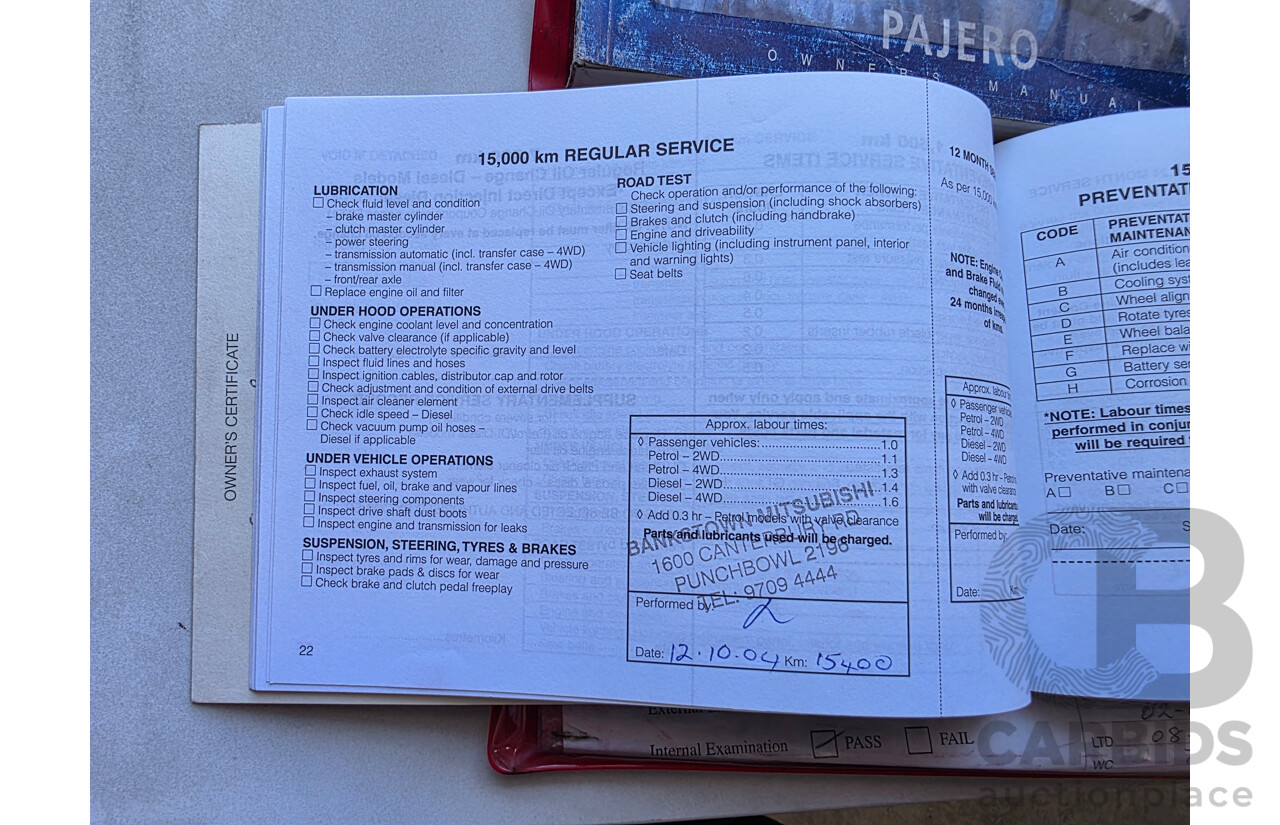 PAJERO
OWNER'S MANUAL
OWNER'S CERTIFICATE
15,000 km REGULAR SERVICE
LUBRICATION
☐ Check fluid level and condition
– brake master cylinder
– clutch master cylinder
– power steering
– transmission automatic (incl. transfer case – 4WD)
– transmission manual (incl. transfer case – 4WD)
– front/rear axle
☐ Replace engine oil and filter
UNDER HOOD OPERATIONS
☐ Check engine coolant level and concentration
☐ Check valve clearance (if applicable)
☐ Check battery electrolyte specific gravity and level
☐ Inspect fluid lines and hoses
☐ Inspect ignition cables, distributor cap and rotor
☐ Check adjustment and condition of external drive belts
☐ Inspect air cleaner element
☐ Check idle speed – Diesel
☐ Check vacuum pump oil hoses –
Diesel if applicable
UNDER VEHICLE OPERATIONS
☐ Inspect exhaust system
☐ Inspect fuel, oil, brake and vapour lines
☐ Inspect steering components
☐ Inspect drive shaft dust boots
☐ Inspect engine and transmission for leaks
SUSPENSION, STEERING, TYRES & BRAKES
☐ Inspect tyres and rims for wear, damage and pressure
☐ Inspect brake pads & discs for wear
☐ Check brake and clutch pedal freeplay
22
ROAD TEST
Check operation and/or performance of the following:
☐ Steering and suspension (including shock absorbers)
☐ Brakes and clutch (including handbrake)
☐ Engine and driveability
☐ Vehicle lighting (including instrument panel, interior
and warning lights)
☐ Seat belts
Approx. labour times:
◊ Passenger vehicles:.......... 1.0
Petrol – 2WD.......... 1.1
Petrol – 4WD.......... 1.3
Diesel – 2WD.......... 1.4
Diesel – 4WD.......... 1.6
◊ Add 0.3 hr – Petrol models with valve clearance
Parts and lubricants used will be charged.
BANKSTOWN MITSUBISHI
1600 CANTERBURY RD
PUNCHBOWL 2196
TEL: 9709 4444
Performed by:
Date: 12.10.04 Km: 15400
12 MONTH
As per 15,000
NOTE: Engine
and Brake Fluid
changed
24 months
of kms.
Approx. labour
◊ Passenger
Petrol – 2WD
Petrol – 4WD
Diesel – 2WD
Diesel – 4WD
◊ Add 0.3 hr –
with valve
Parts and
will be charged.
Performed by:
Date:
15
PREVENTAT
CODE PREVENTAT
MAINTENAN
A Air condition
(includes lea
B Cooling syst
C Wheel align
D Rotate tyres
E Wheel bala
F Replace
G Battery
H Corrosion
*NOTE: Labour times
performed in conju
will be required
Preventative maintena
A☐ B☐ C☐
Date: S
Internal Examination ☑ PASS ☐ FAIL
LTD 08
WC
CB
CARBIDS
auctionplace